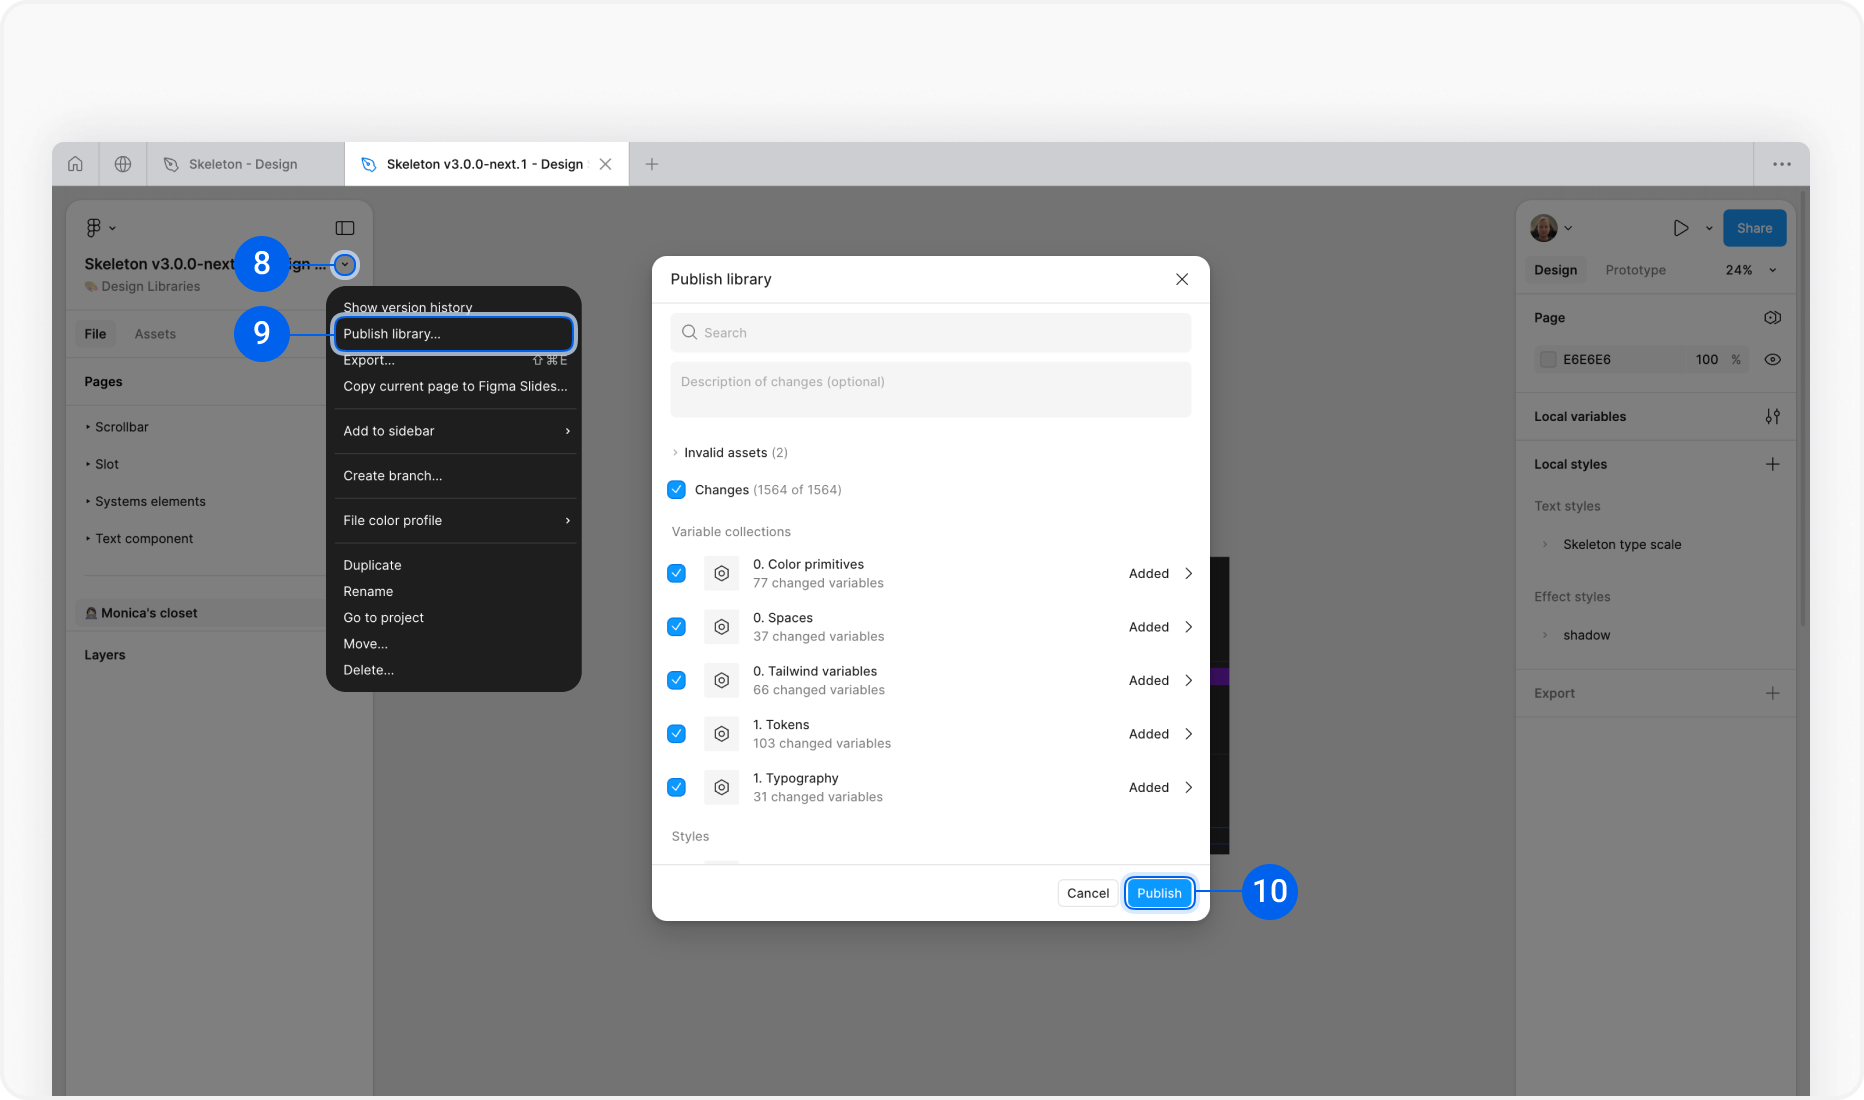 Skeleton - Design
Skeleton v3.0.0-next.1 - Design
Skeleton v3.0.0-next
ign ...
Design Libraries
File
Assets
Pages
Scrollbar
Slot
Systems elements
Text component
Monica's closet
Layers
8
9
Show version history
Publish library...
Export...
⇧⌘E
Copy current page to Figma Slides...
Add to sidebar
Create branch...
File color profile
Duplicate
Rename
Go to project
Move...
Delete...
Publish library
Search
Description of changes (optional)
Invalid assets (2)
Changes (1564 of 1564)
Variable collections
0. Color primitives
77 changed variables
Added
0. Spaces
37 changed variables
Added
0. Tailwind variables
66 changed variables
Added
1. Tokens
103 changed variables
Added
1. Typography
31 changed variables
Added
Styles
Cancel
Publish
10
Share
Design
Prototype
24%
Page
E6E6E6
100
%
Local variables
Local styles
Text styles
Skeleton type scale
Effect styles
shadow
Export